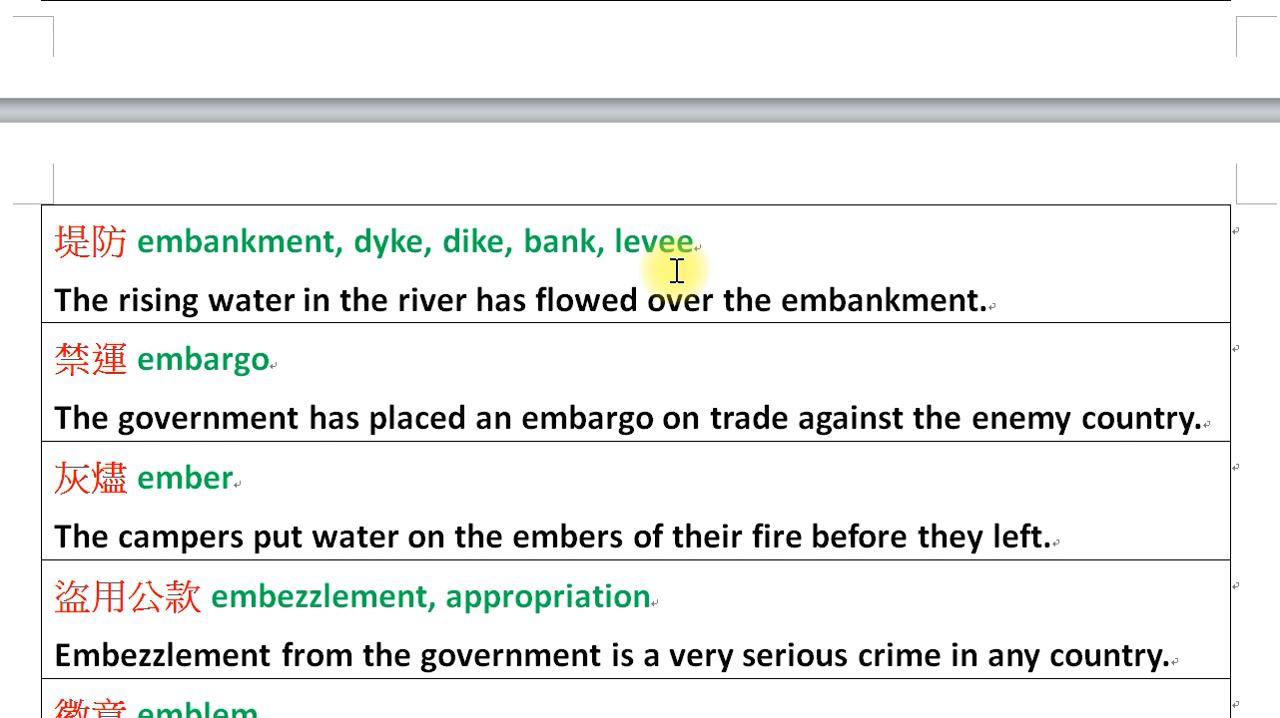 堤防 embankment, dyke, dike, bank, levee
The rising water in the river has flowed over the embankment.
禁運 embargo
The government has placed an embargo on trade against the enemy country.
灰燼 ember
The campers put water on the embers of their fire before they left.
盜用公款 embezzlement, appropriation
Embezzlement from the government is a very serious crime in any country.
徽章 emblem